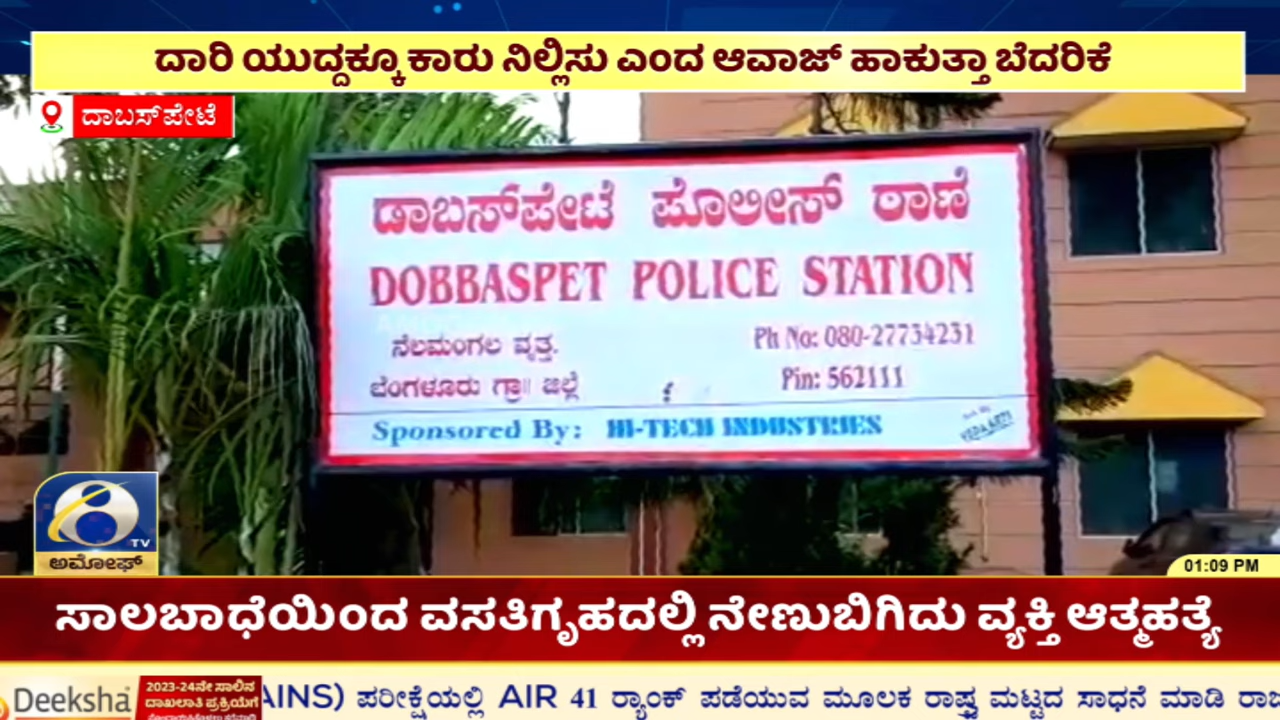 ದಾರಿ ಯುದ್ದಕ್ಕೂ ಕಾರು ನಿಲ್ಲಿಸು ಎಂದ ಆವಾಜ್ ಹಾಕುತ್ತಾ ಬೆದರಿಕೆ
ದಾಬಸ್‌ಪೇಟೆ
ಡಾಬಸ್‌ಪೇಟೆ ಪೊಲೀಸ್ ಠಾಣೆ
DOBBASPET POLICE STATION
ನೆಲಮಂಗಲ ವೃತ್ತ.
Ph No: 080-27734231
ಬೆಂಗಳೂರು ಗ್ರಾ|| ಜಿಲ್ಲೆ
Pin: 562111
Sponsored By: HI-TECH INDUSTRIES
TV
ಅಮೋಘ್
01:09 PM
ಸಾಲಬಾಧೆಯಿಂದ ವಸತಿಗೃಹದಲ್ಲಿ ನೇಣುಬಿಗಿದು ವ್ಯಕ್ತಿ ಆತ್ಮಹತ್ಯೆ
Deeksha
2023-24ನೇ ಸಾಲಿನ
ದಾಖಲಾತಿ ಪ್ರಕ್ರಿಯೆಗೆ
AINS) ಪರೀಕ್ಷೆಯಲ್ಲಿ AIR 41 ರ‍್ಯಾಂಕ್ ಪಡೆಯುವ ಮೂಲಕ ರಾಷ್ಟ್ರ ಮಟ್ಟದ ಸಾಧನೆ ಮಾಡಿ ರಾಜ